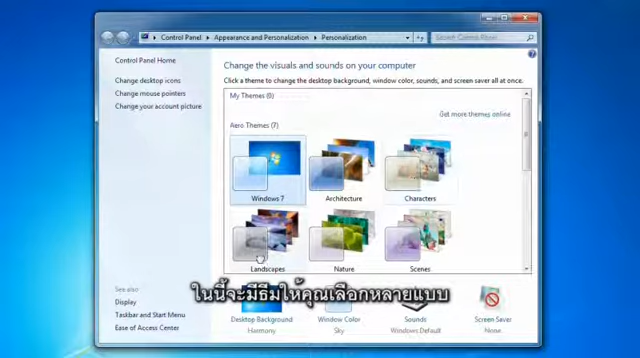 Control Panel ▸ Appearance and Personalization ▸ Personalization
Search Control Panel
Control Panel Home
Change desktop icons
Change mouse pointers
Change your account picture
Change the visuals and sounds on your computer
Click a theme to change the desktop background, window color, sounds, and screen saver all at once.
My Themes (0)
Get more themes online
Aero Themes (7)
Windows 7
Architecture
Characters
Landscapes
Nature
Scenes
ในนี้จะมีธีมให้คุณเลือกหลายแบบ
See also
Display
Taskbar and Start Menu
Ease of Access Center
Desktop Background
Harmony
Window Color
Sky
Sounds
Windows Default
Screen Saver
None